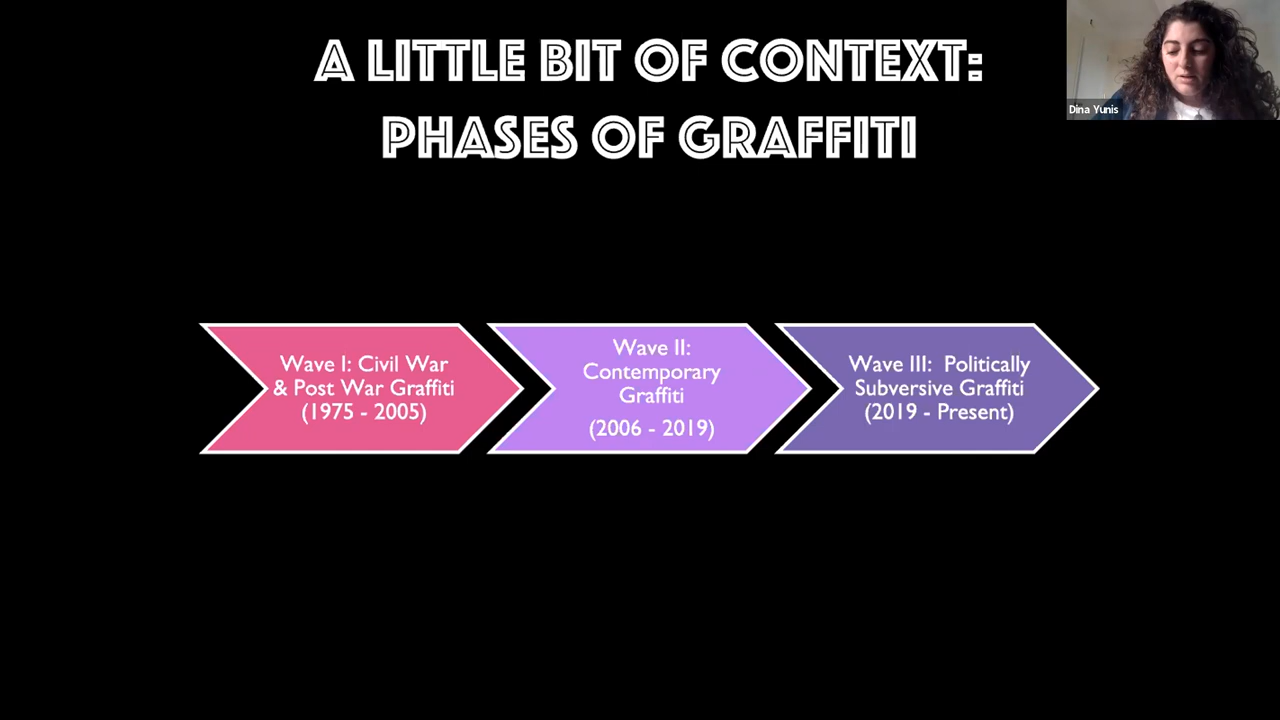 A LITTLE BIT OF CONTEXT:
PHASES OF GRAFFITI
Dina Yunis
Wave I: Civil War
& Post War Graffiti
(1975 - 2005)
Wave II:
Contemporary
Graffiti
(2006 - 2019)
Wave III: Politically
Subversive Graffiti
(2019 - Present)